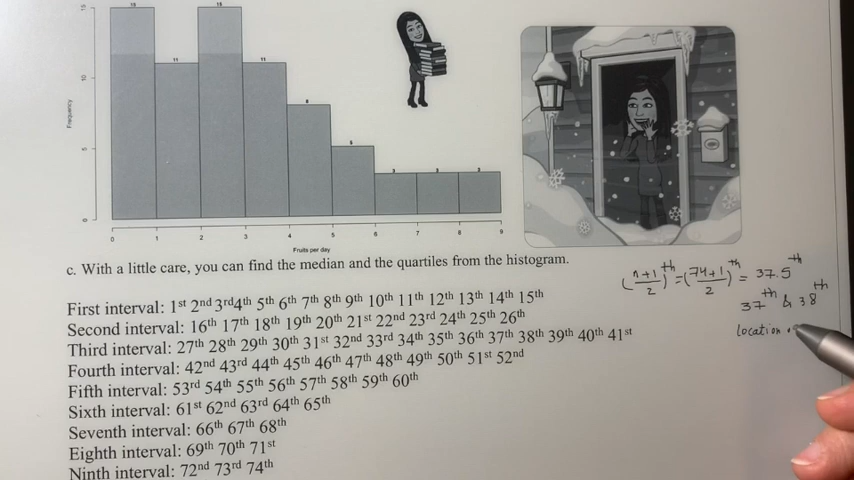 15 15
11 11
8
5
3 3 3
Frequency
0 5 10 15
0 1 2 3 4 5 6 7 8 9
Fruits per day
c. With a little care, you can find the median and the quartiles from the histogram.
(n+1/2)th = (74+1/2)th = 37.5th
37th & 38th
Location
First interval: 1st 2nd 3rd4th 5th 6th 7th 8th 9th 10th 11th 12th 13th 14th 15th
Second interval: 16th 17th 18th 19th 20th 21st 22nd 23rd 24th 25th 26th
Third interval: 27th 28th 29th 30th 31st 32nd 33rd 34th 35th 36th 37th 38th 39th 40th 41st
Fourth interval: 42nd 43rd 44th 45th 46th 47th 48th 49th 50th 51st 52nd
Fifth interval: 53rd 54th 55th 56th 57th 58th 59th 60th
Sixth interval: 61st 62nd 63rd 64th 65th
Seventh interval: 66th 67th 68th
Eighth interval: 69th 70th 71st
Ninth interval: 72nd 73rd 74th